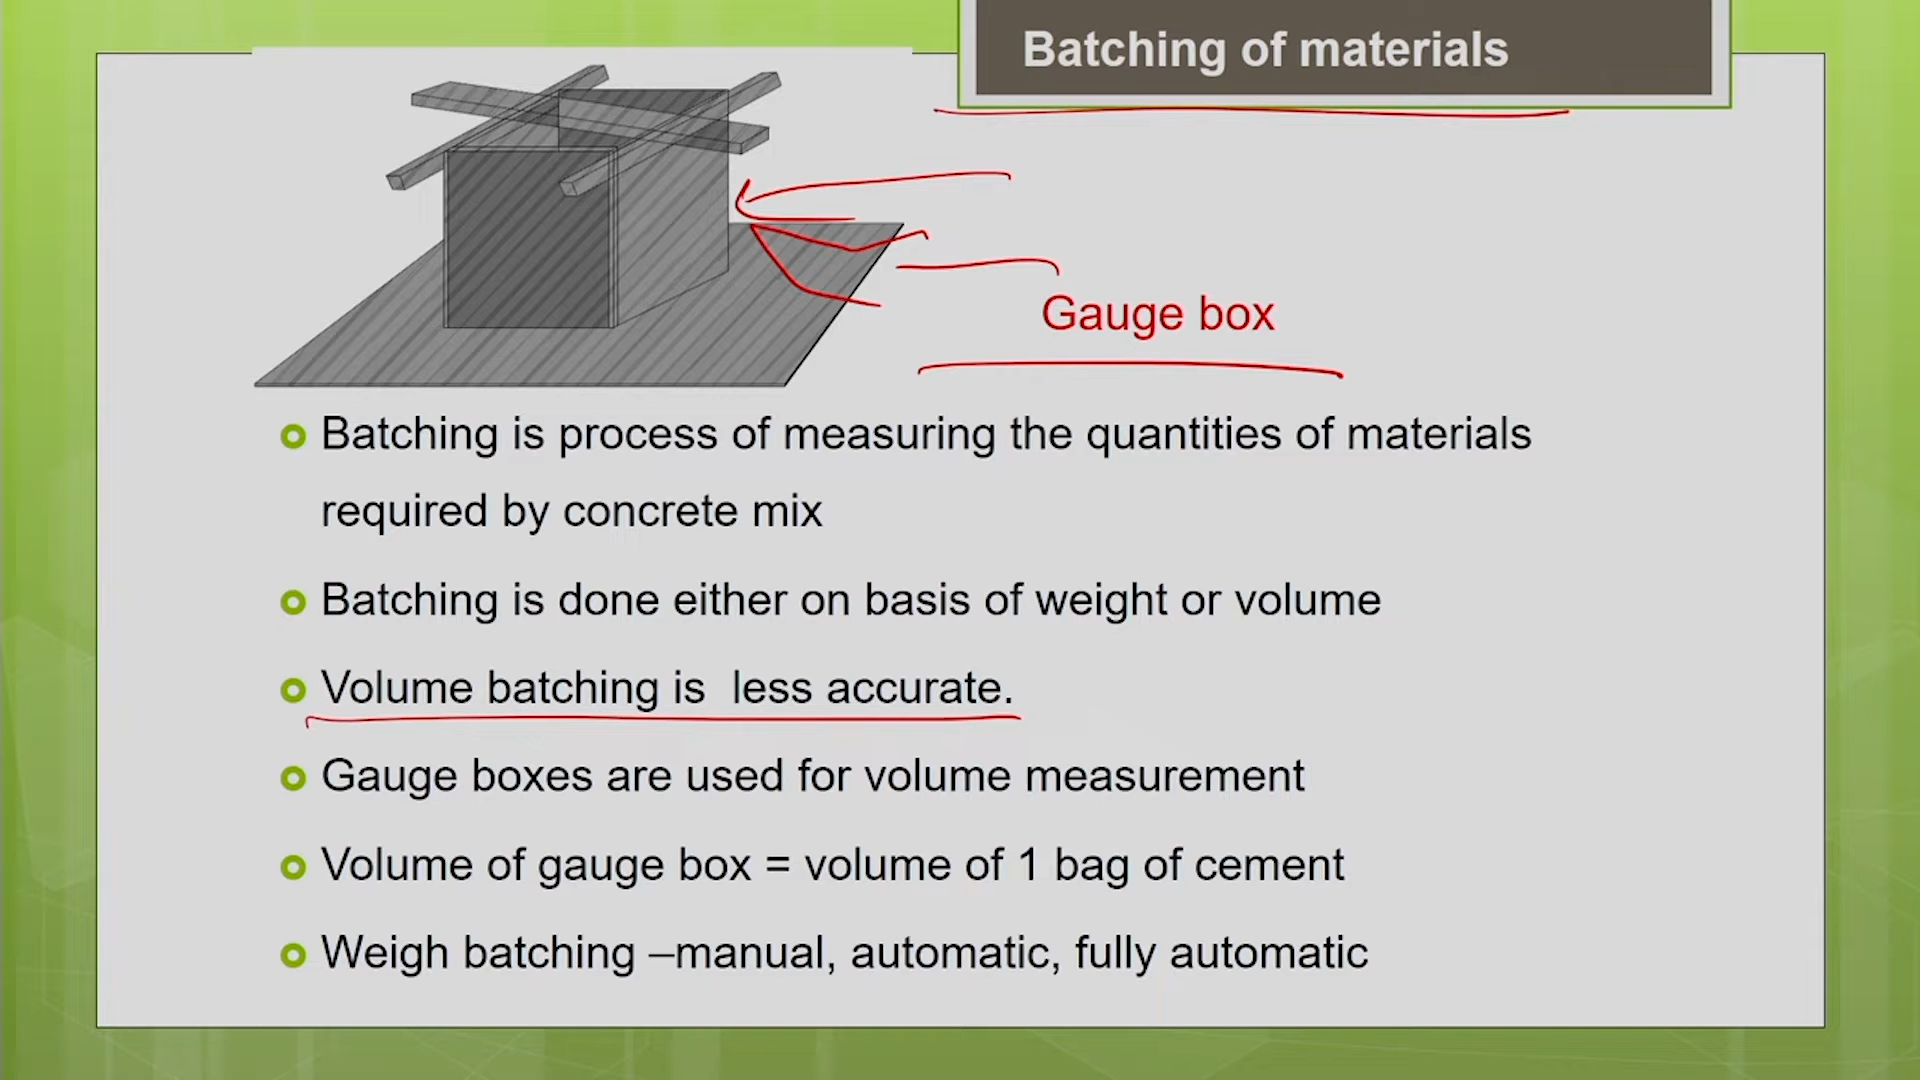 Batching of materials
Gauge box
Batching is process of measuring the quantities of materials
required by concrete mix
Batching is done either on basis of weight or volume
Volume batching is  less accurate.
Gauge boxes are used for volume measurement
Volume of gauge box = volume of 1 bag of cement
Weigh batching –manual, automatic, fully automatic